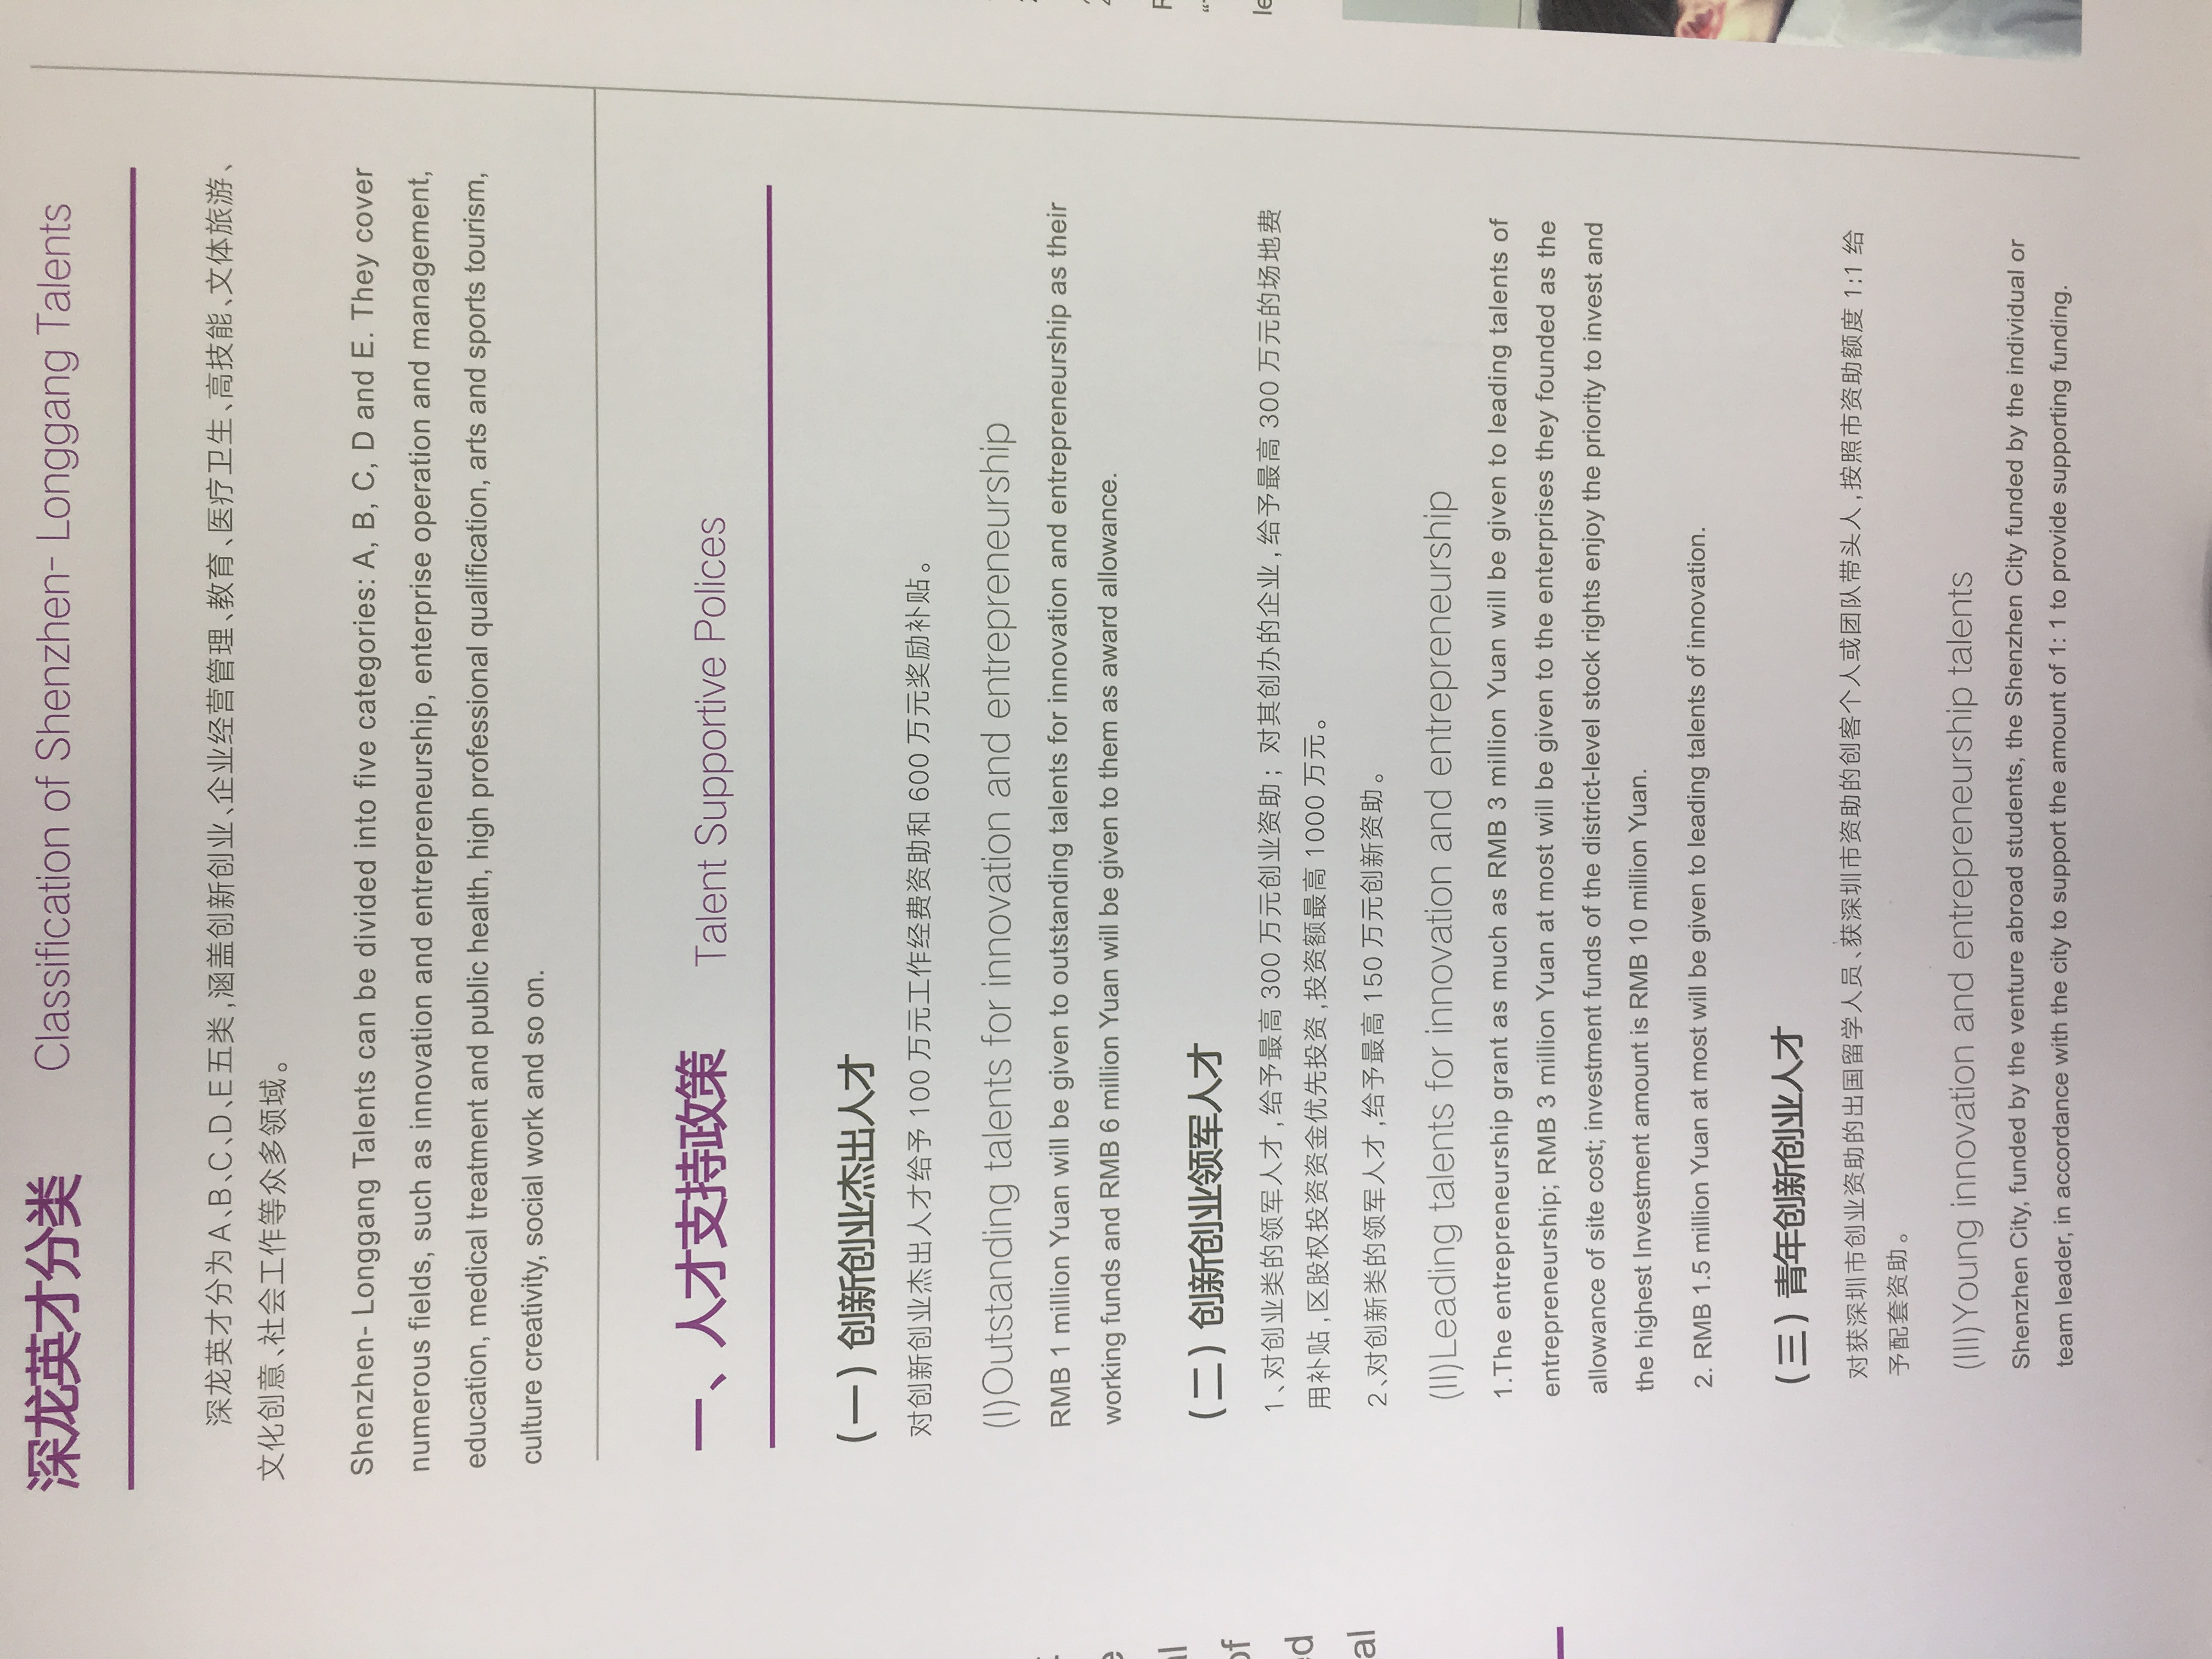 深龙英才分类 Classification of Shenzhen- Longgang Talents
深龙英才分为A、B、C、D、E五类,涵盖创新创业、企业经营管理、教育、医疗卫生、高技能、文体旅游、
文化创意、社会工作等众多领域。
Shenzhen- Longgang Talents can be divided into five categories: A, B, C, D and E. They cover
numerous fields, such as innovation and entrepreneurship, enterprise operation and management,
education, medical treatment and public health, high professional qualification, arts and sports tourism,
culture creativity, social work and so on.
一、人才支持政策 Talent Supportive Polices
(一)创新创业杰出人才
对创新创业杰出人才给予 100 万元工作经费资助和 600 万元奖励补贴。
(I)Outstanding talents for innovation and entrepreneurship
RMB 1 million Yuan will be given to outstanding talents for innovation and entrepreneurship as their
working funds and RMB 6 million Yuan will be given to them as award allowance.
(二)创新创业领军人才
1、对创业类的领军人才,给予最高 300 万元创业资助；对其创办的企业,给予最高 300 万元的场地费
用补贴,区股权投资资金优先投资,投资额最高 1000 万元。
2、对创新类的领军人才,给予最高 150 万元创新资助。
(II)Leading talents for innovation and entrepreneurship
1.The entrepreneurship grant as much as RMB 3 million Yuan will be given to leading talents of
entrepreneurship; RMB 3 million Yuan at most will be given to the enterprises they founded as the
allowance of site cost; investment funds of the district-level stock rights enjoy the priority to invest and
the highest Investment amount is RMB 10 million Yuan.
2. RMB 1.5 million Yuan at most will be given to leading talents of innovation.
(三)青年创新创业人才
对获深圳市创业资助的出国留学人员、获深圳市资助的创客个人或团队带头人,按照市资助额度 1:1 给
予配套资助。
(III)Young innovation and entrepreneurship talents
Shenzhen City, funded by the venture abroad students, the Shenzhen City funded by the individual or
team leader, in accordance with the city to support the amount of 1: 1 to provide supporting funding.
of